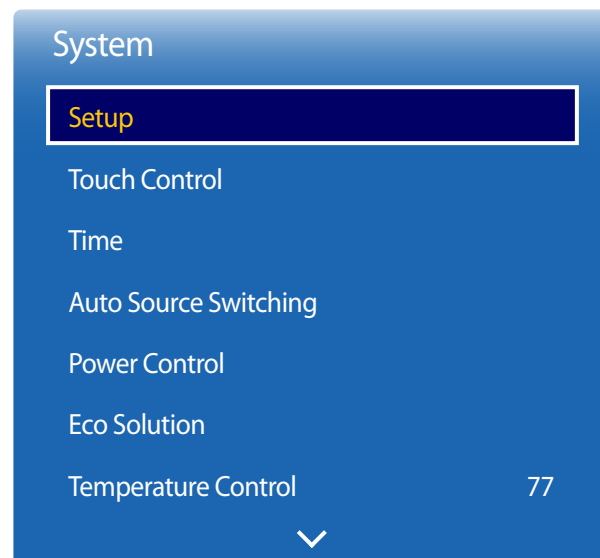 System
Setup
Touch Control
Time
Auto Source Switching
Power Control
Eco Solution
Temperature Control 77